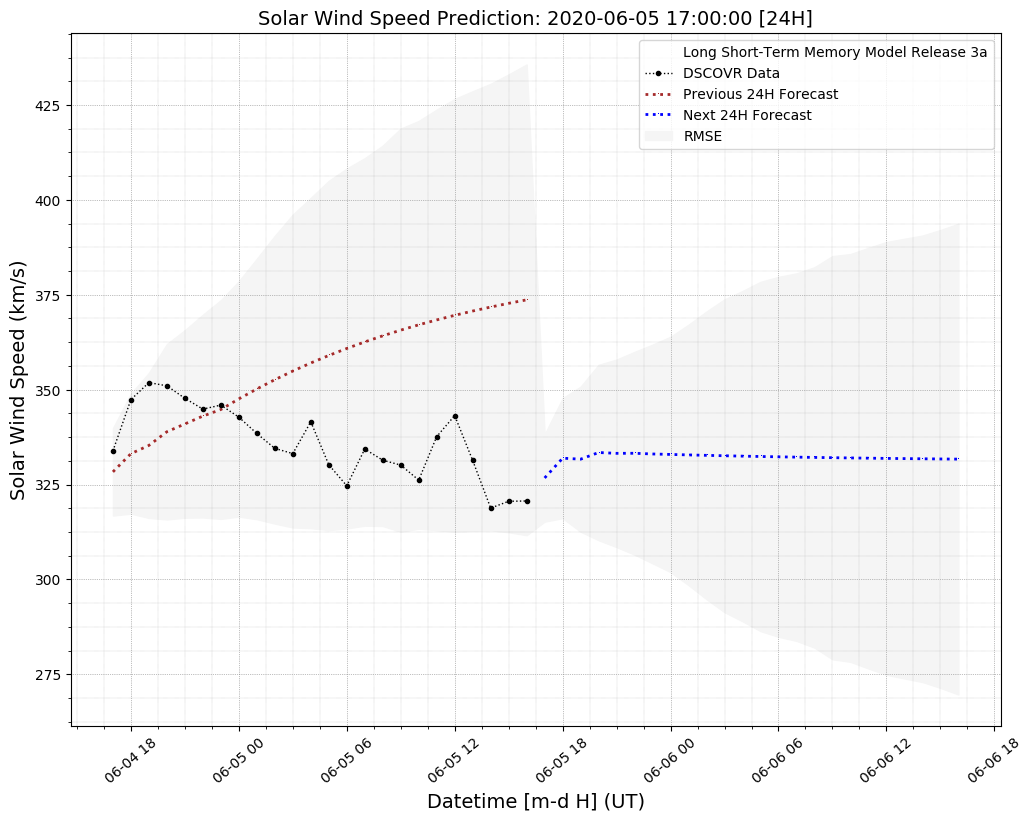 Solar Wind Speed Prediction: 2020-06-05 17:00:00 [24H]
Long Short-Term Memory Model Release 3a
DSCOVR Data
Previous 24H Forecast
Next 24H Forecast
RMSE
Solar Wind Speed (km/s)
425
400
375
350
325
300
275
06-04 18
06-05 00
06-05 06
06-05 12
06-05 18
06-06 00
06-06 06
06-06 12
06-06 18
Datetime [m-d H] (UT)